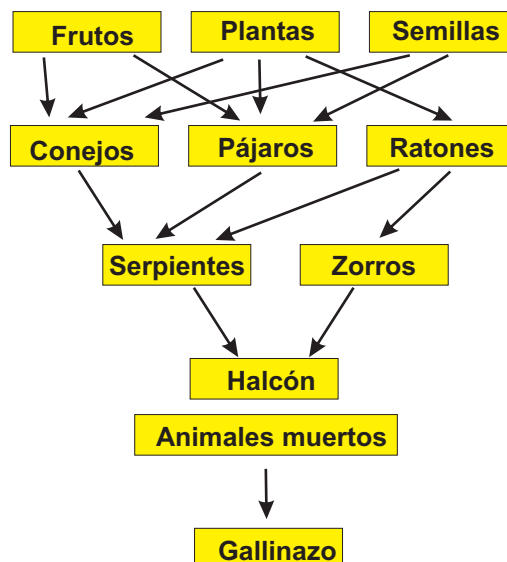 Frutos
Plantas
Semillas
Conejos
Pájaros
Ratones
Serpientes
Zorros
Halcón
Animales muertos
Gallinazo